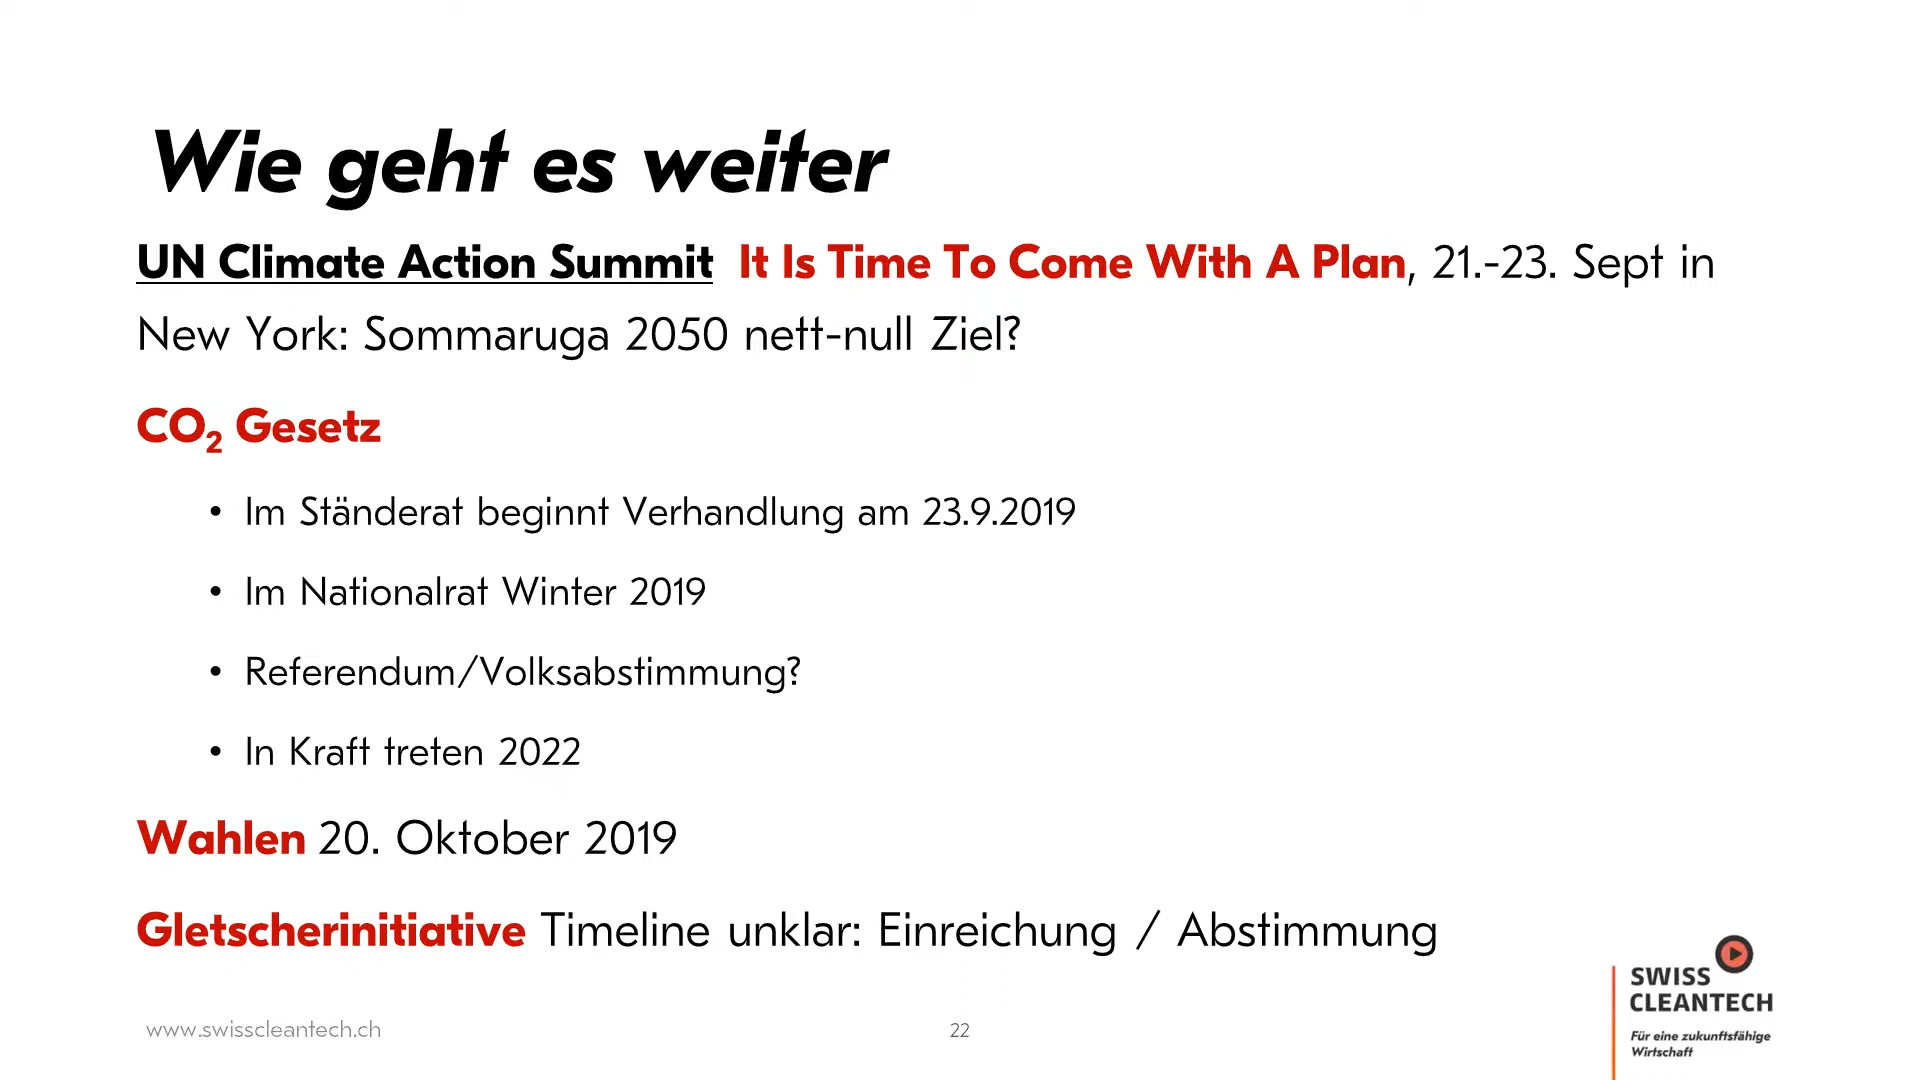 Wie geht es weiter
UN Climate Action Summit It Is Time To Come With A Plan, 21.-23. Sept in
New York: Sommaruga 2050 nett-null Ziel?
CO₂ Gesetz
• Im Ständerat beginnt Verhandlung am 23.9.2019
• Im Nationalrat Winter 2019
• Referendum/Volksabstimmung?
• In Kraft treten 2022
Wahlen 20. Oktober 2019
Gletscherinitiative Timeline unklar: Einreichung / Abstimmung
SWISS
CLEANTECH
Für eine zukunftsfähige
Wirtschaft
www.swisscleantech.ch
22